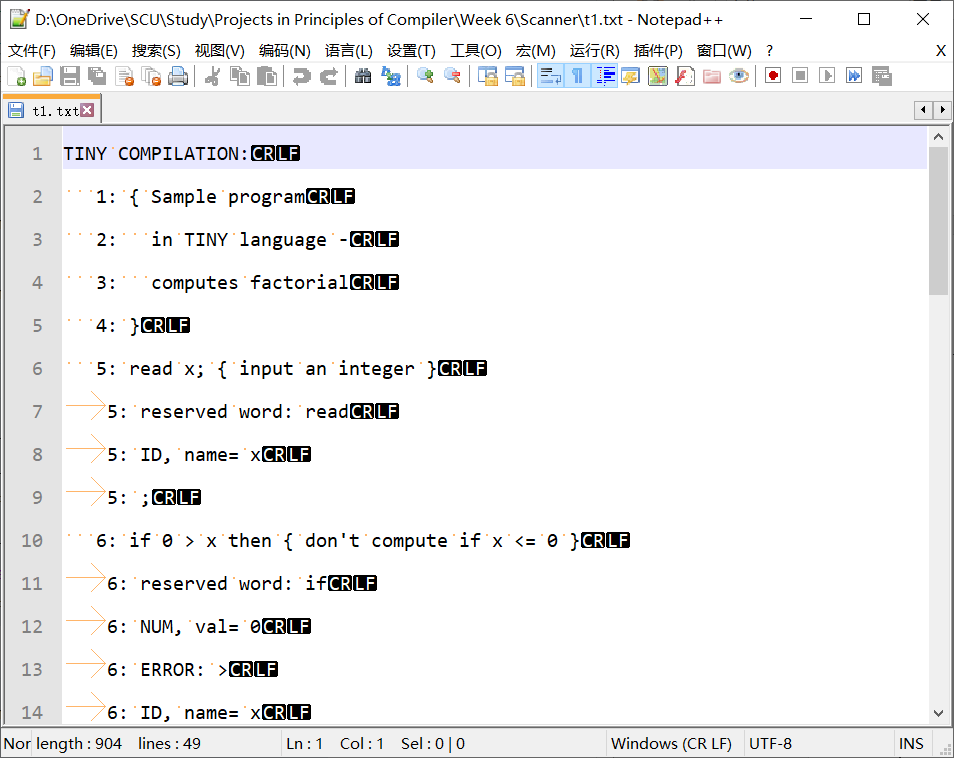 D:\OneDrive\SCU\Study\Projects in Principles of Compiler\Week 6\Scanner\t1.txt - Notepad++
文件(F) 编辑(E) 搜索(S) 视图(V) 编码(N) 语言(L) 设置(T) 工具(O) 宏(M) 运行(R) 插件(P) 窗口(W) ? X
t1.txt
1 TINY COMPILATION:CRLF
2 1: { Sample programCRLF
3 2: in TINY language -CRLF
4 3: computes factorialCRLF
5 4: }CRLF
6 5: read x; { input an integer }CRLF
7 5: reserved word: readCRLF
8 5: ID, name= xCRLF
9 5: ;CRLF
10 6: if 0 > x then { don't compute if x <= 0 }CRLF
11 6: reserved word: ifCRLF
12 6: NUM, val= 0CRLF
13 6: ERROR: >CRLF
14 6: ID, name= xCRLF
Nor length : 904 lines : 49 Ln : 1 Col : 1 Sel : 0 | 0 Windows (CR LF) UTF-8 INS